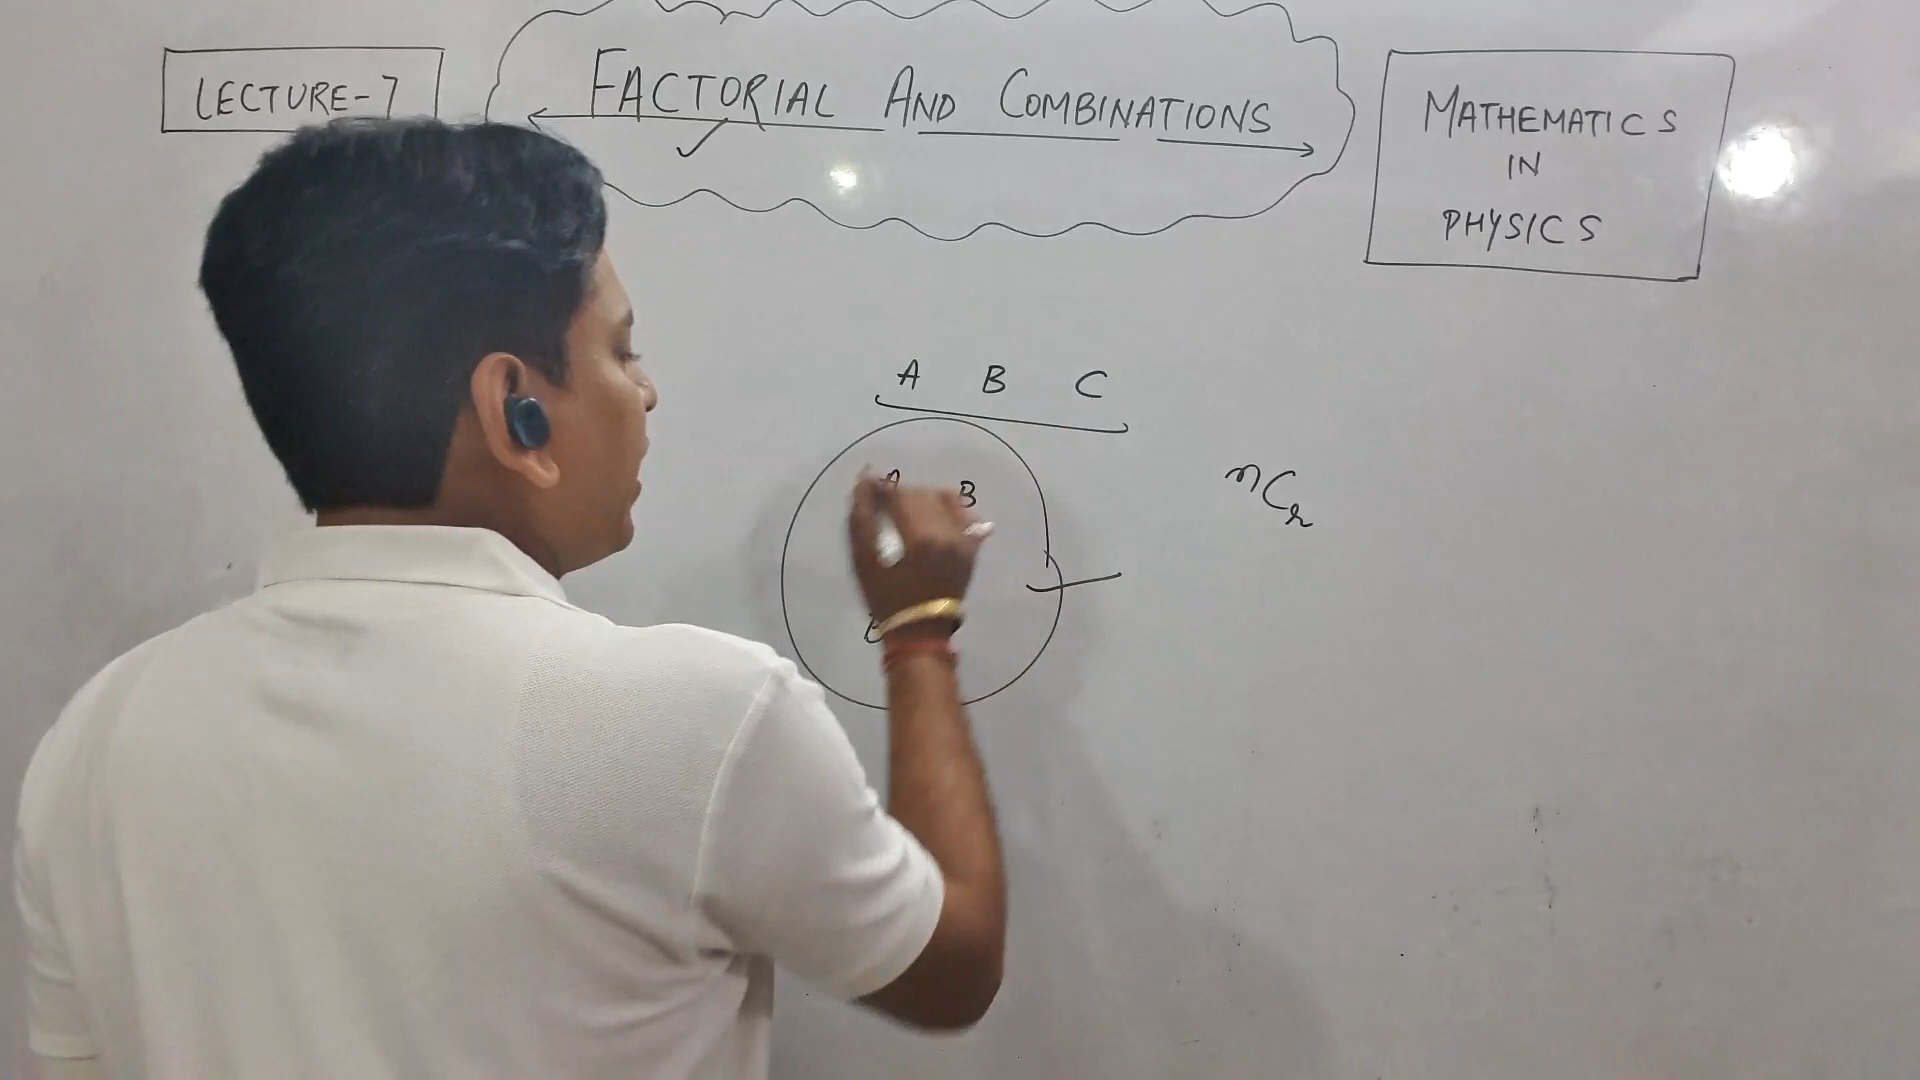 LECTURE-7
FACTORIAL AND COMBINATIONS
MATHEMATICS
IN
PHYSICS
A B C
A B
nCr